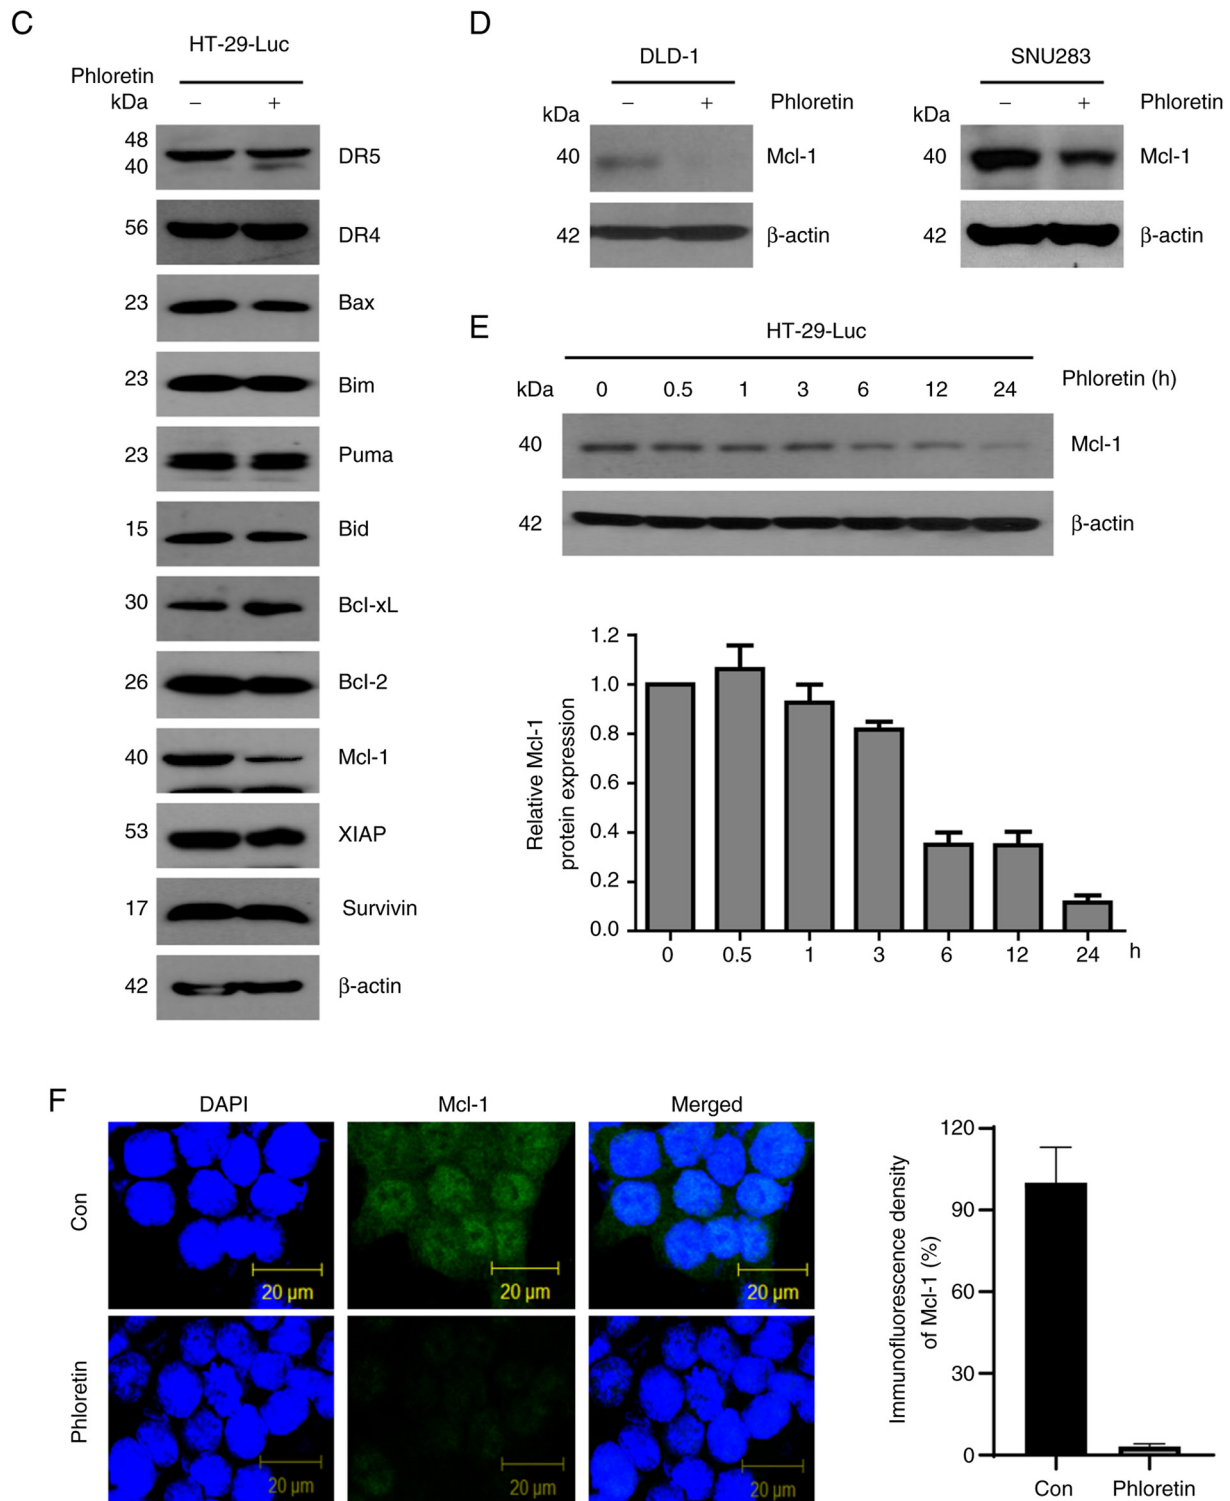 C
HT-29-Luc
Phloretin
kDa − +
48
40
DR5
56 DR4
23 Bax
23 Bim
23 Puma
15 Bid
30 Bcl-xL
26 Bcl-2
40 Mcl-1
53 XIAP
17 Survivin
42 β-actin
D
DLD-1
− + Phloretin
kDa
40 Mcl-1
42 β-actin
SNU283
− + Phloretin
kDa
40 Mcl-1
42 β-actin
E
HT-29-Luc
kDa 0 0.5 1 3 6 12 24 Phloretin (h)
40 Mcl-1
42 β-actin
Relative Mcl-1
protein expression
1.2
1.0
0.8
0.6
0.4
0.2
0.0
0 0.5 1 3 6 12 24 h
F
DAPI Mcl-1 Merged
Con
20 µm 20 µm 20 µm
Phloretin
20 µm 20 µm 20 µm
Immunofluorescence density
of Mcl-1 (%)
120
90
60
30
0
Con Phloretin